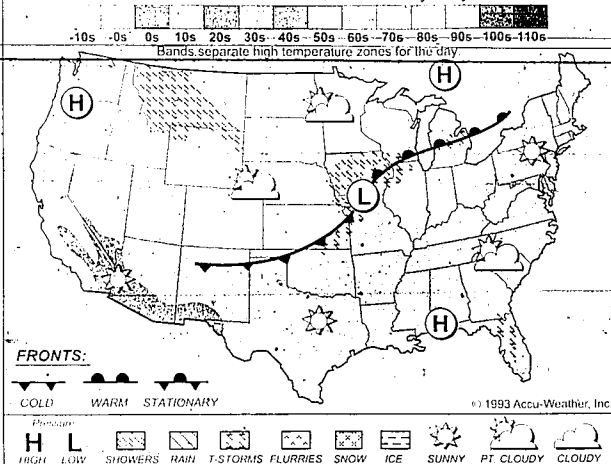 -10s -0s 0s 10s 20s 30s 40s 50s 60s 70s 80s 90s 100s 110s
Bands separate high temperature zones for the day.
H
H
L
H
FRONTS:
COLD WARM STATIONARY
© 1993 Accu-Weather, Inc
Pressure
H L
HIGH LOW SHOWERS RAIN T-STORMS FLURRIES SNOW ICE SUNNY PT. CLOUDY CLOUDY